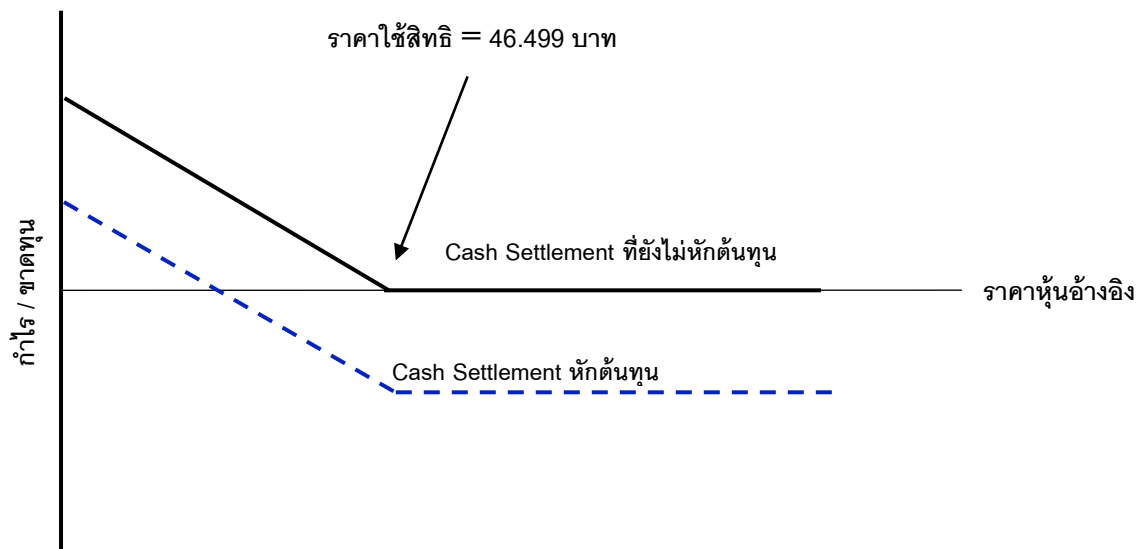 ราคาใช้สิทธิ = 46.499 บาท
Cash Settlement ที่ยังไม่หักต้นทุน
ราคาหุ้นอ้างอิง
กำไร / ขาดทุน
Cash Settlement หักต้นทุน